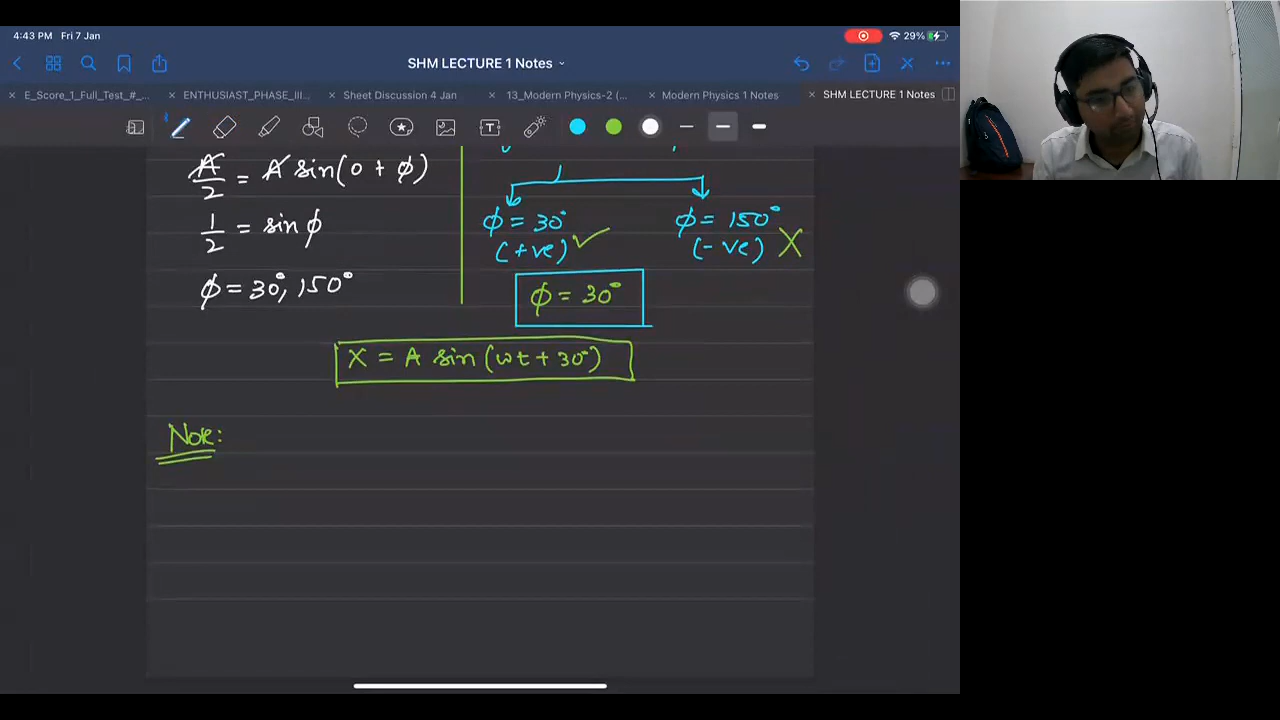 4:43 PM Fri 7 Jan
29%
SHM LECTURE 1 Notes
E_Score_1_Full_Test_#_...
ENTHUSIAST_PHASE_III...
Sheet Discussion 4 Jan
13_Modern Physics-2 (...
Modern Physics 1 Notes
SHM LECTURE 1 Notes
A/2 = A sin(0 + φ)
1/2 = sin φ
φ = 30°, 150°
φ = 30°
(+ve) ✓
φ = 150°
(-ve) X
φ = 30°
X = A sin(ωt + 30°)
Note: